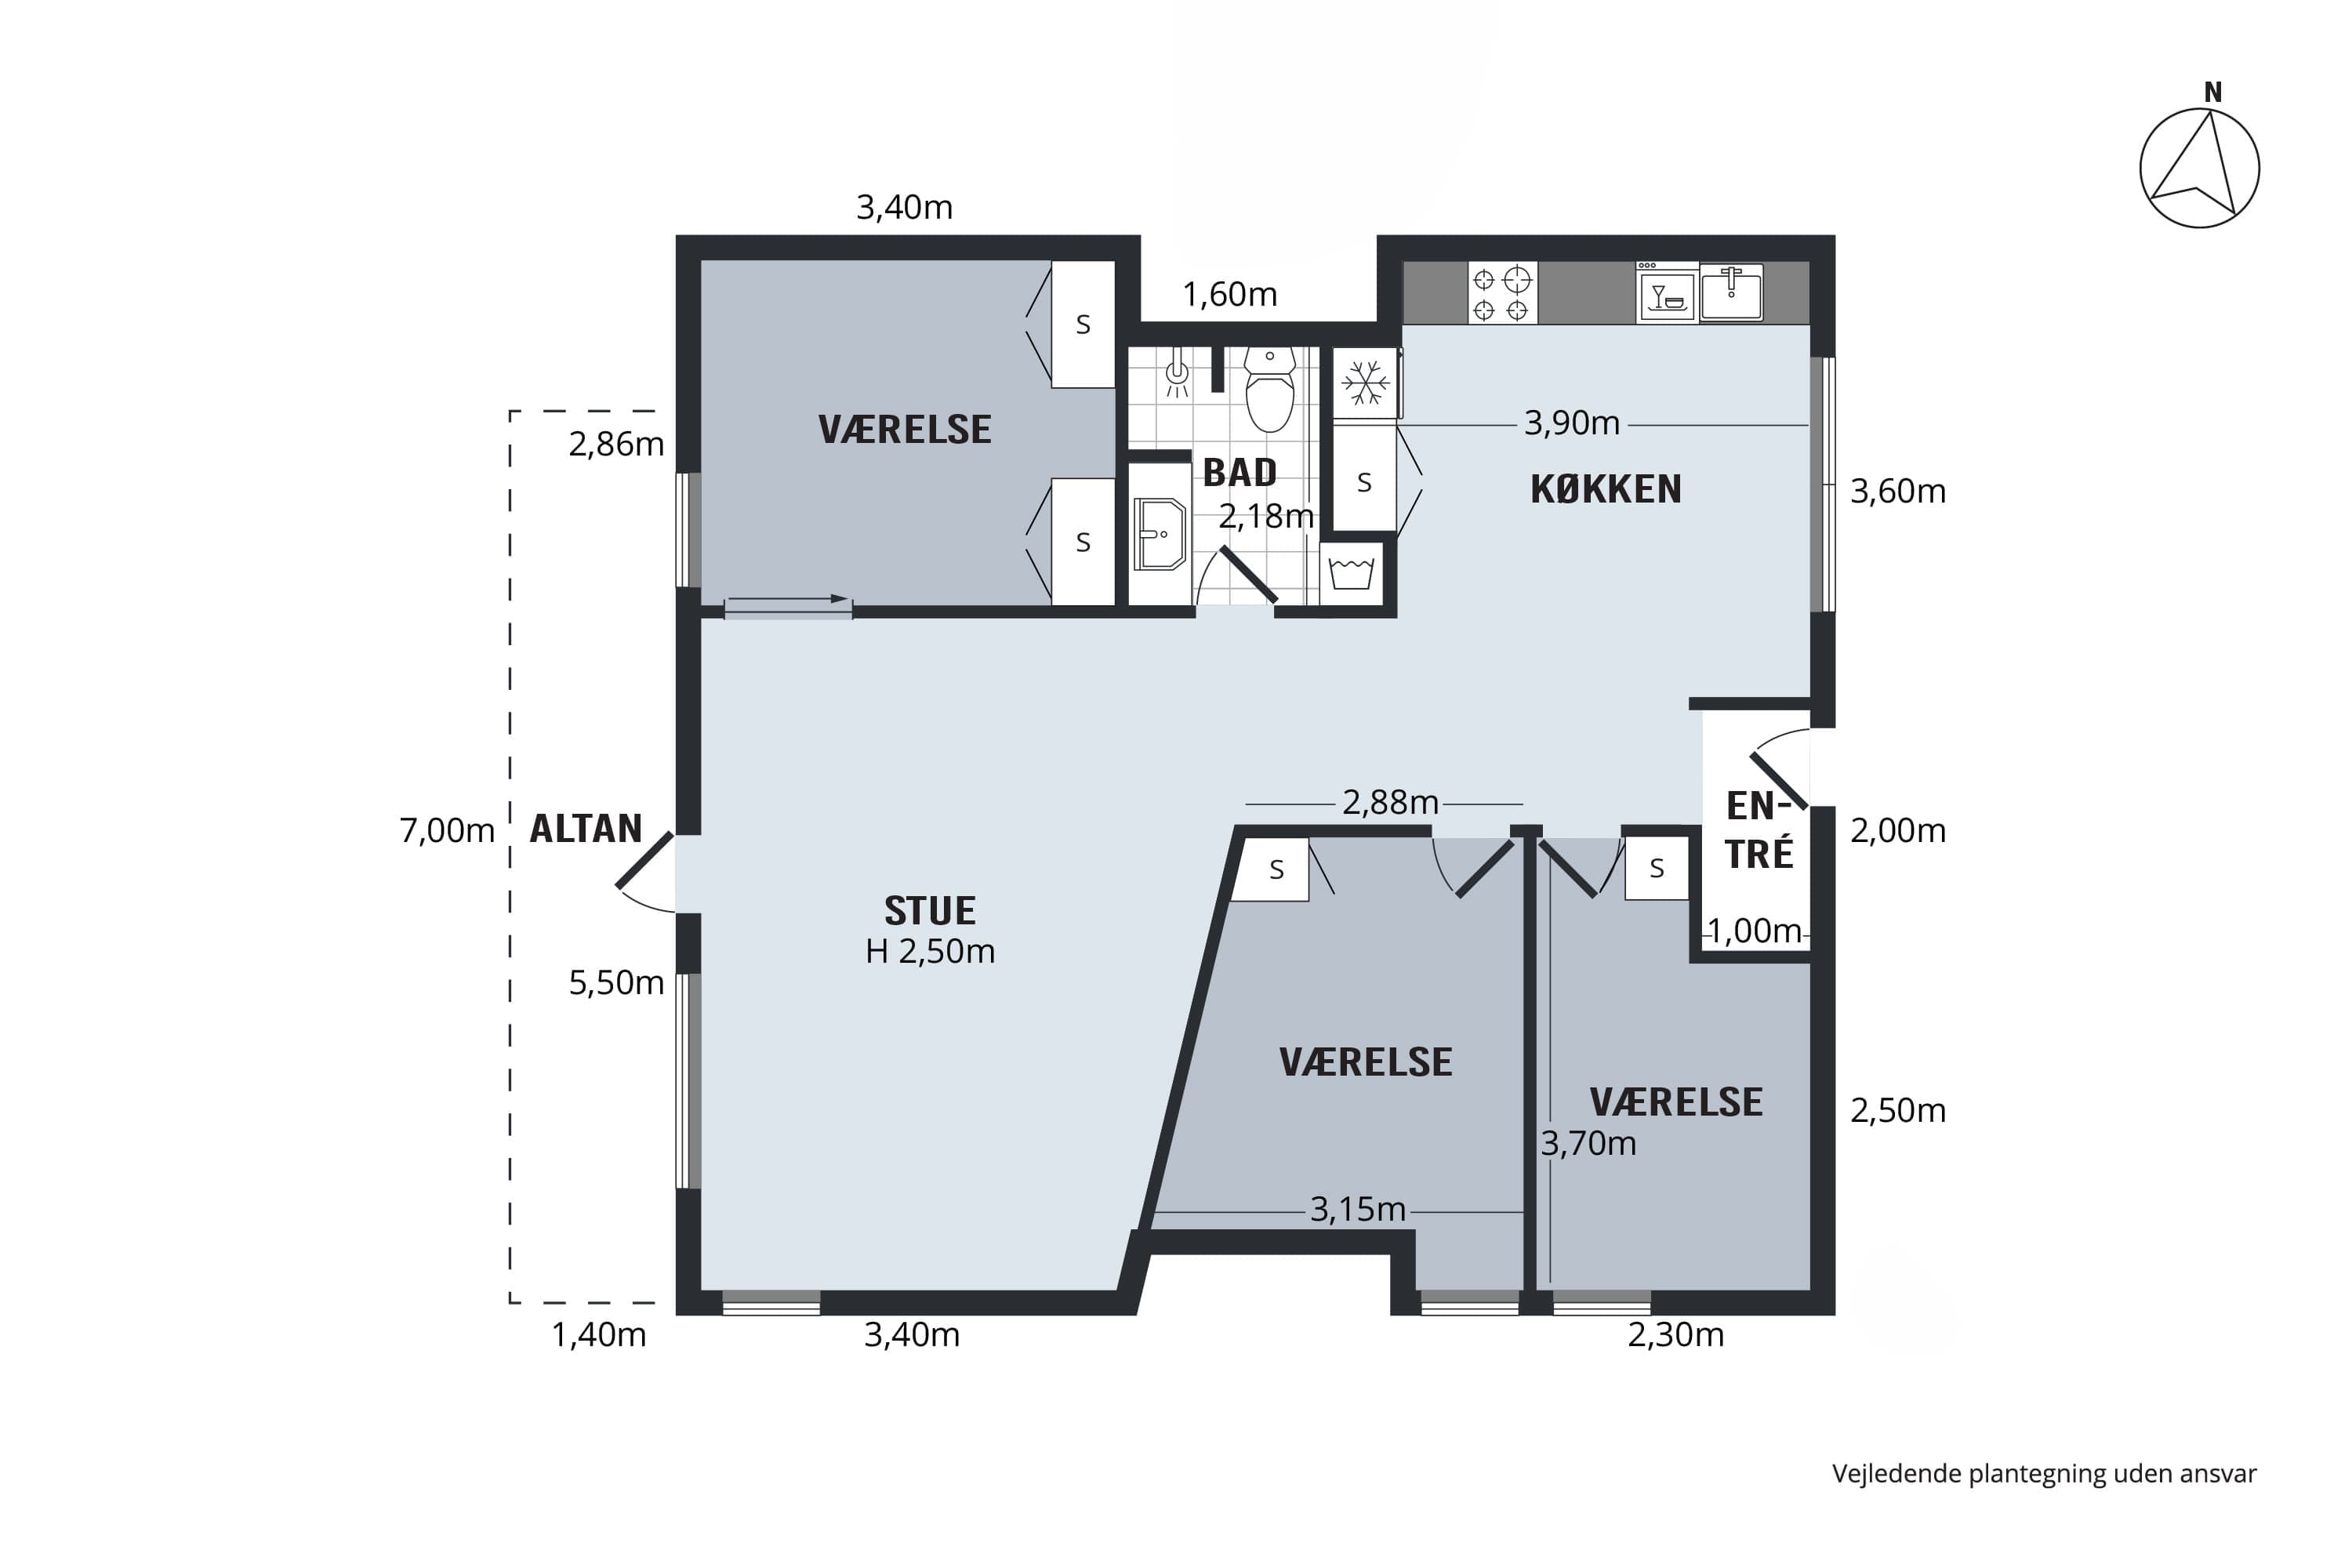 N
3,40m
1,60m
S
VÆRELSE
2,86m
3,90m
BAD
S
KØKKEN
3,60m
2,18m
S
2,88m
EN-
TRÉ
7,00m
ALTAN
2,00m
S
S
STUE
H 2,50m
1,00m
5,50m
VÆRELSE
VÆRELSE
2,50m
3,70m
3,15m
1,40m
3,40m
2,30m
Vejledende plantegning uden ansvar